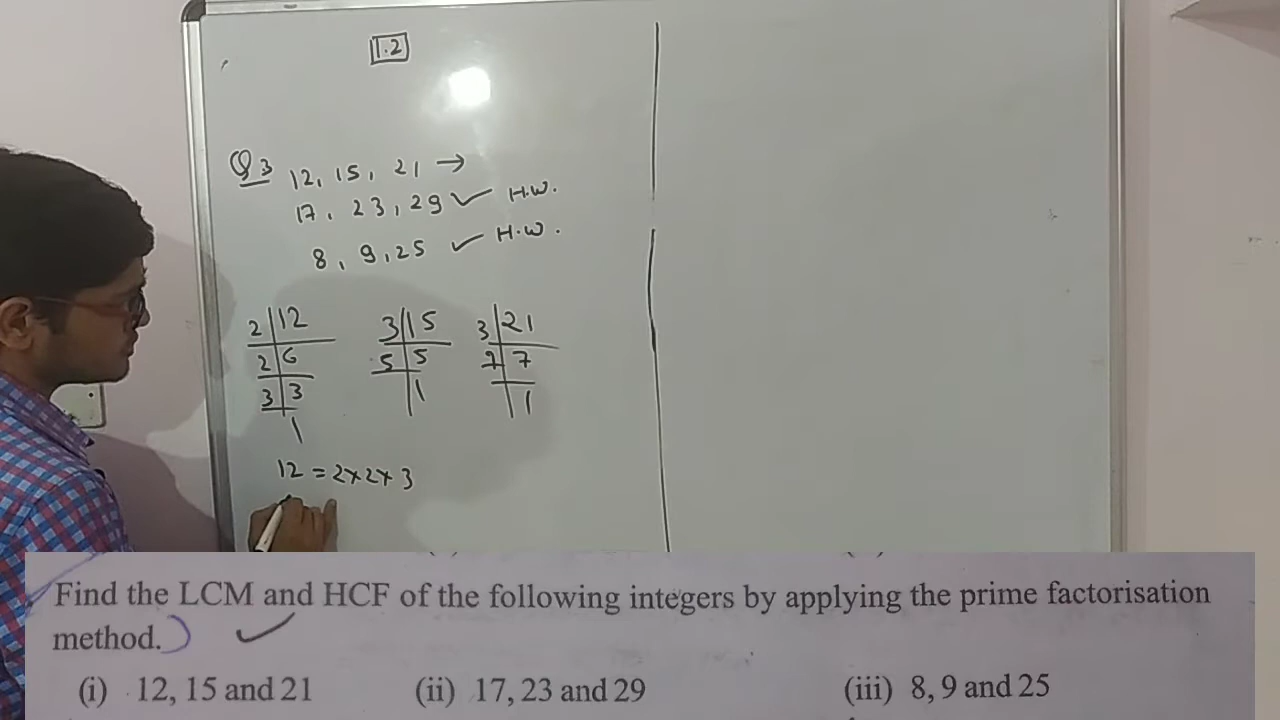 1.2
Q3 12, 15, 21 →
17, 23, 29 ✓ H.W.
8, 9, 25 ✓ H.W.
2|12 3|15 3|21
2|6 5|5 7|7
3|3 |1 |1
1
12 = 2×2×3
Find the LCM and HCF of the following integers by applying the prime factorisation
method.
(i) 12, 15 and 21 (ii) 17, 23 and 29 (iii) 8, 9 and 25